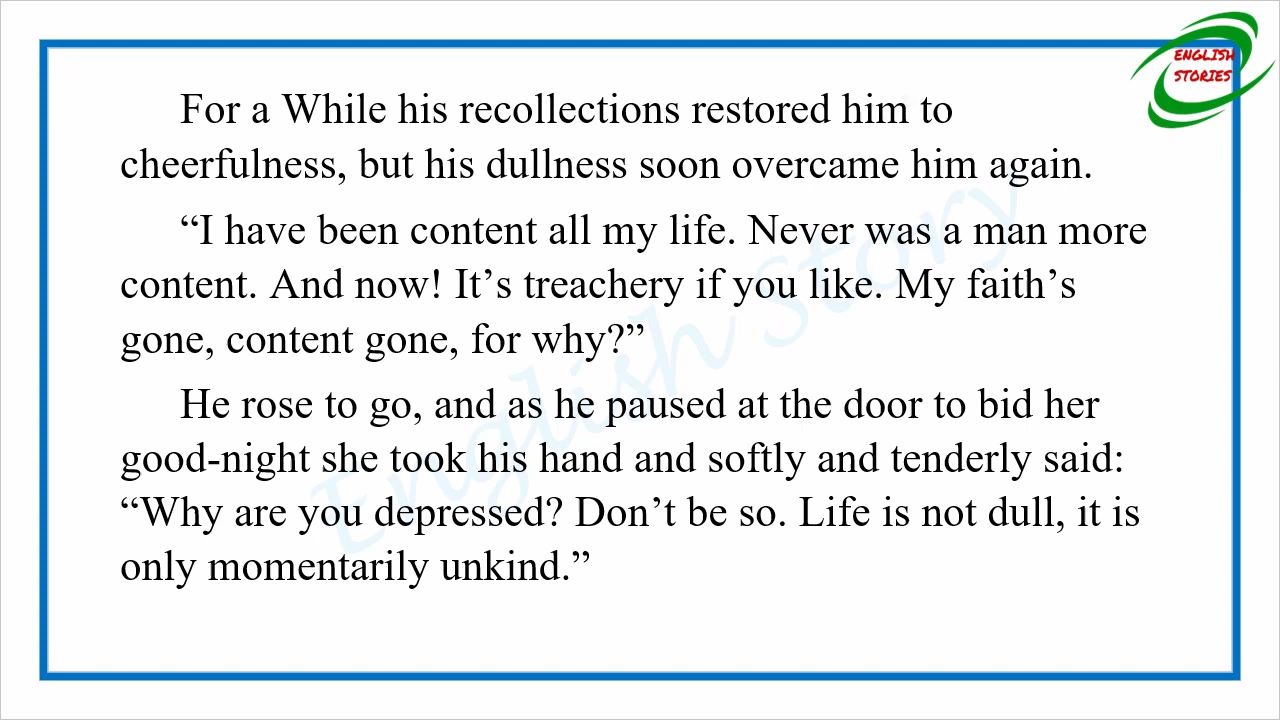 ENGLISH
STORIES
For a While his recollections restored him to
cheerfulness, but his dullness soon overcame him again.
“I have been content all my life. Never was a man more
content. And now! It’s treachery if you like. My faith’s
gone, content gone, for why?”
He rose to go, and as he paused at the door to bid her
good-night she took his hand and softly and tenderly said:
“Why are you depressed? Don’t be so. Life is not dull, it is
only momentarily unkind.”
English Story